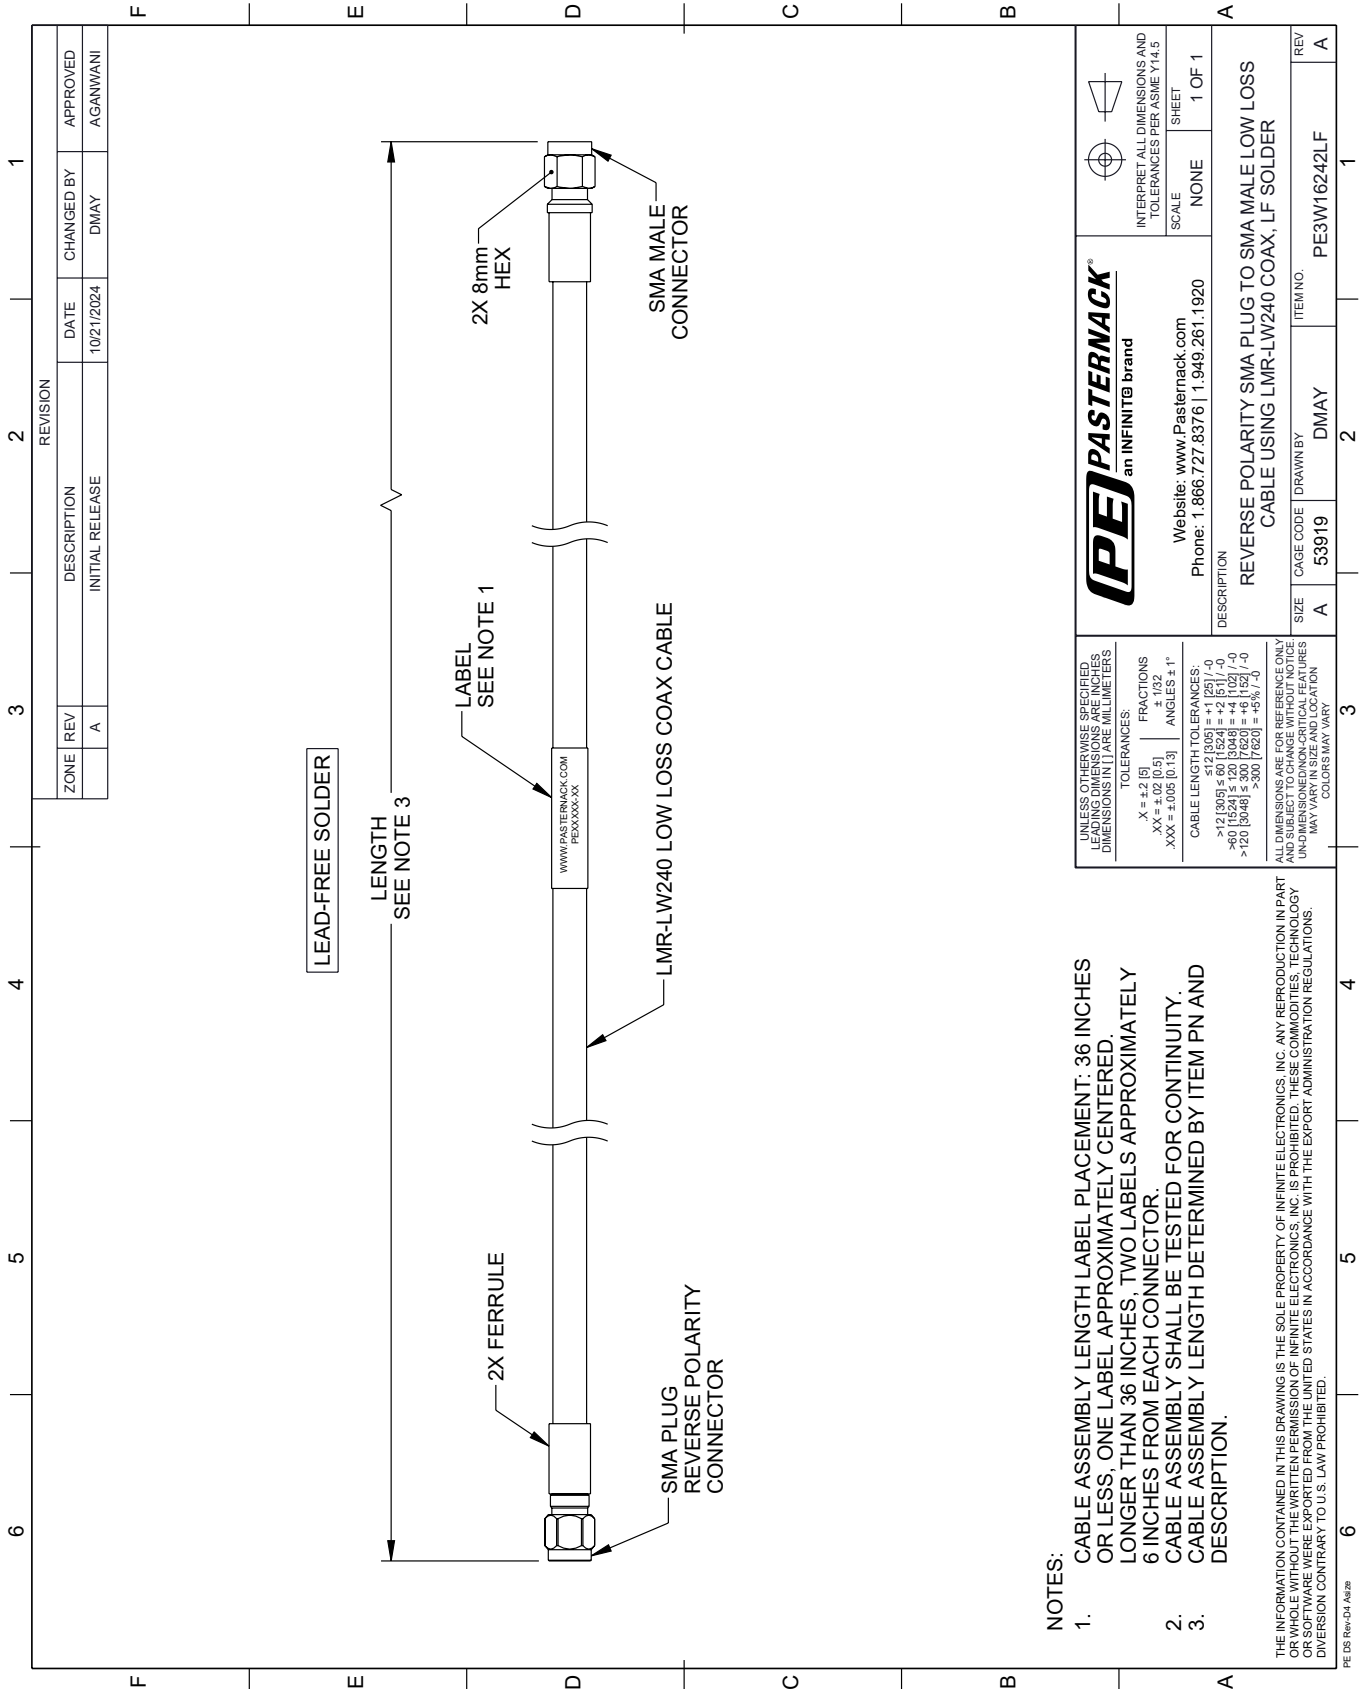 6
5
4
3
2
1
F
E
D
C
B
A
F
E
D
C
B
A
REVISION
ZONE
REV
DESCRIPTION
DATE
CHANGED BY
APPROVED
A
INITIAL RELEASE
10/21/2024
DMAY
AGANWANI
LEAD-FREE SOLDER
LENGTH
SEE NOTE 3
2X FERRULE
LABEL
SEE NOTE 1
2X 8mm
HEX
WWW.PASTERNACK.COM
PEXXXXX-XX
SMA PLUG
REVERSE POLARITY
CONNECTOR
LMR-LW240 LOW LOSS COAX CABLE
SMA MALE
CONNECTOR
NOTES:
1. CABLE ASSEMBLY LENGTH LABEL PLACEMENT: 36 INCHES
OR LESS, ONE LABEL APPROXIMATELY CENTERED.
LONGER THAN 36 INCHES, TWO LABELS APPROXIMATELY
6 INCHES FROM EACH CONNECTOR.
2. CABLE ASSEMBLY SHALL BE TESTED FOR CONTINUITY.
3. CABLE ASSEMBLY LENGTH DETERMINED BY ITEM PN AND
DESCRIPTION.
THE INFORMATION CONTAINED IN THIS DRAWING IS THE SOLE PROPERTY OF INFINITE ELECTRONICS, INC. ANY REPRODUCTION IN PART
OR WHOLE WITHOUT THE WRITTEN PERMISSION OF INFINITE ELECTRONICS, INC. IS PROHIBITED. THESE COMMODITIES, TECHNOLOGY
OR SOFTWARE WERE EXPORTED FROM THE UNITED STATES IN ACCORDANCE WITH THE EXPORT ADMINISTRATION REGULATIONS.
DIVERSION CONTRARY TO U.S. LAW PROHIBITED.
UNLESS OTHERWISE SPECIFIED
LEADING DIMENSIONS ARE INCHES
DIMENSIONS IN [ ] ARE MILLIMETERS
TOLERANCES:
.X = ±.2 [5]
.XX = ±.02 [0.5]
.XXX = ±.005 [0.13]
FRACTIONS
± 1/32
ANGLES ± 1°
CABLE LENGTH TOLERANCES:
≤12 [305] = +1 [25] / -0
>12 [305] ≤ 60 [1524] = +2 [51] / -0
>60 [1524] ≤ 120 [3048] = +4 [102] / -0
>120 [3048] ≤ 300 [7620] = +6 [152] / -0
>300 [7620] = +5% / -0
ALL DIMENSIONS ARE FOR REFERENCE ONLY
AND SUBJECT TO CHANGE WITHOUT NOTICE.
UN-DIMENSIONED/NON-CRITICAL FEATURES
MAY VARY IN SIZE AND LOCATION
COLORS MAY VARY
PE PASTERNACK®
an INFINIT@ brand
Website: www.Pasternack.com
Phone: 1.866.727.8376 | 1.949.261.1920
INTERPRET ALL DIMENSIONS AND
TOLERANCES PER ASME Y14.5
SCALE
NONE
SHEET
1 OF 1
DESCRIPTION
REVERSE POLARITY SMA PLUG TO SMA MALE LOW LOSS
CABLE USING LMR-LW240 COAX, LF SOLDER
SIZE
A
CAGE CODE
53919
DRAWN BY
DMAY
ITEM NO.
PE3W16242LF
REV
A
6
5
4
3
2
1
PE DS Rev-D4 Asize